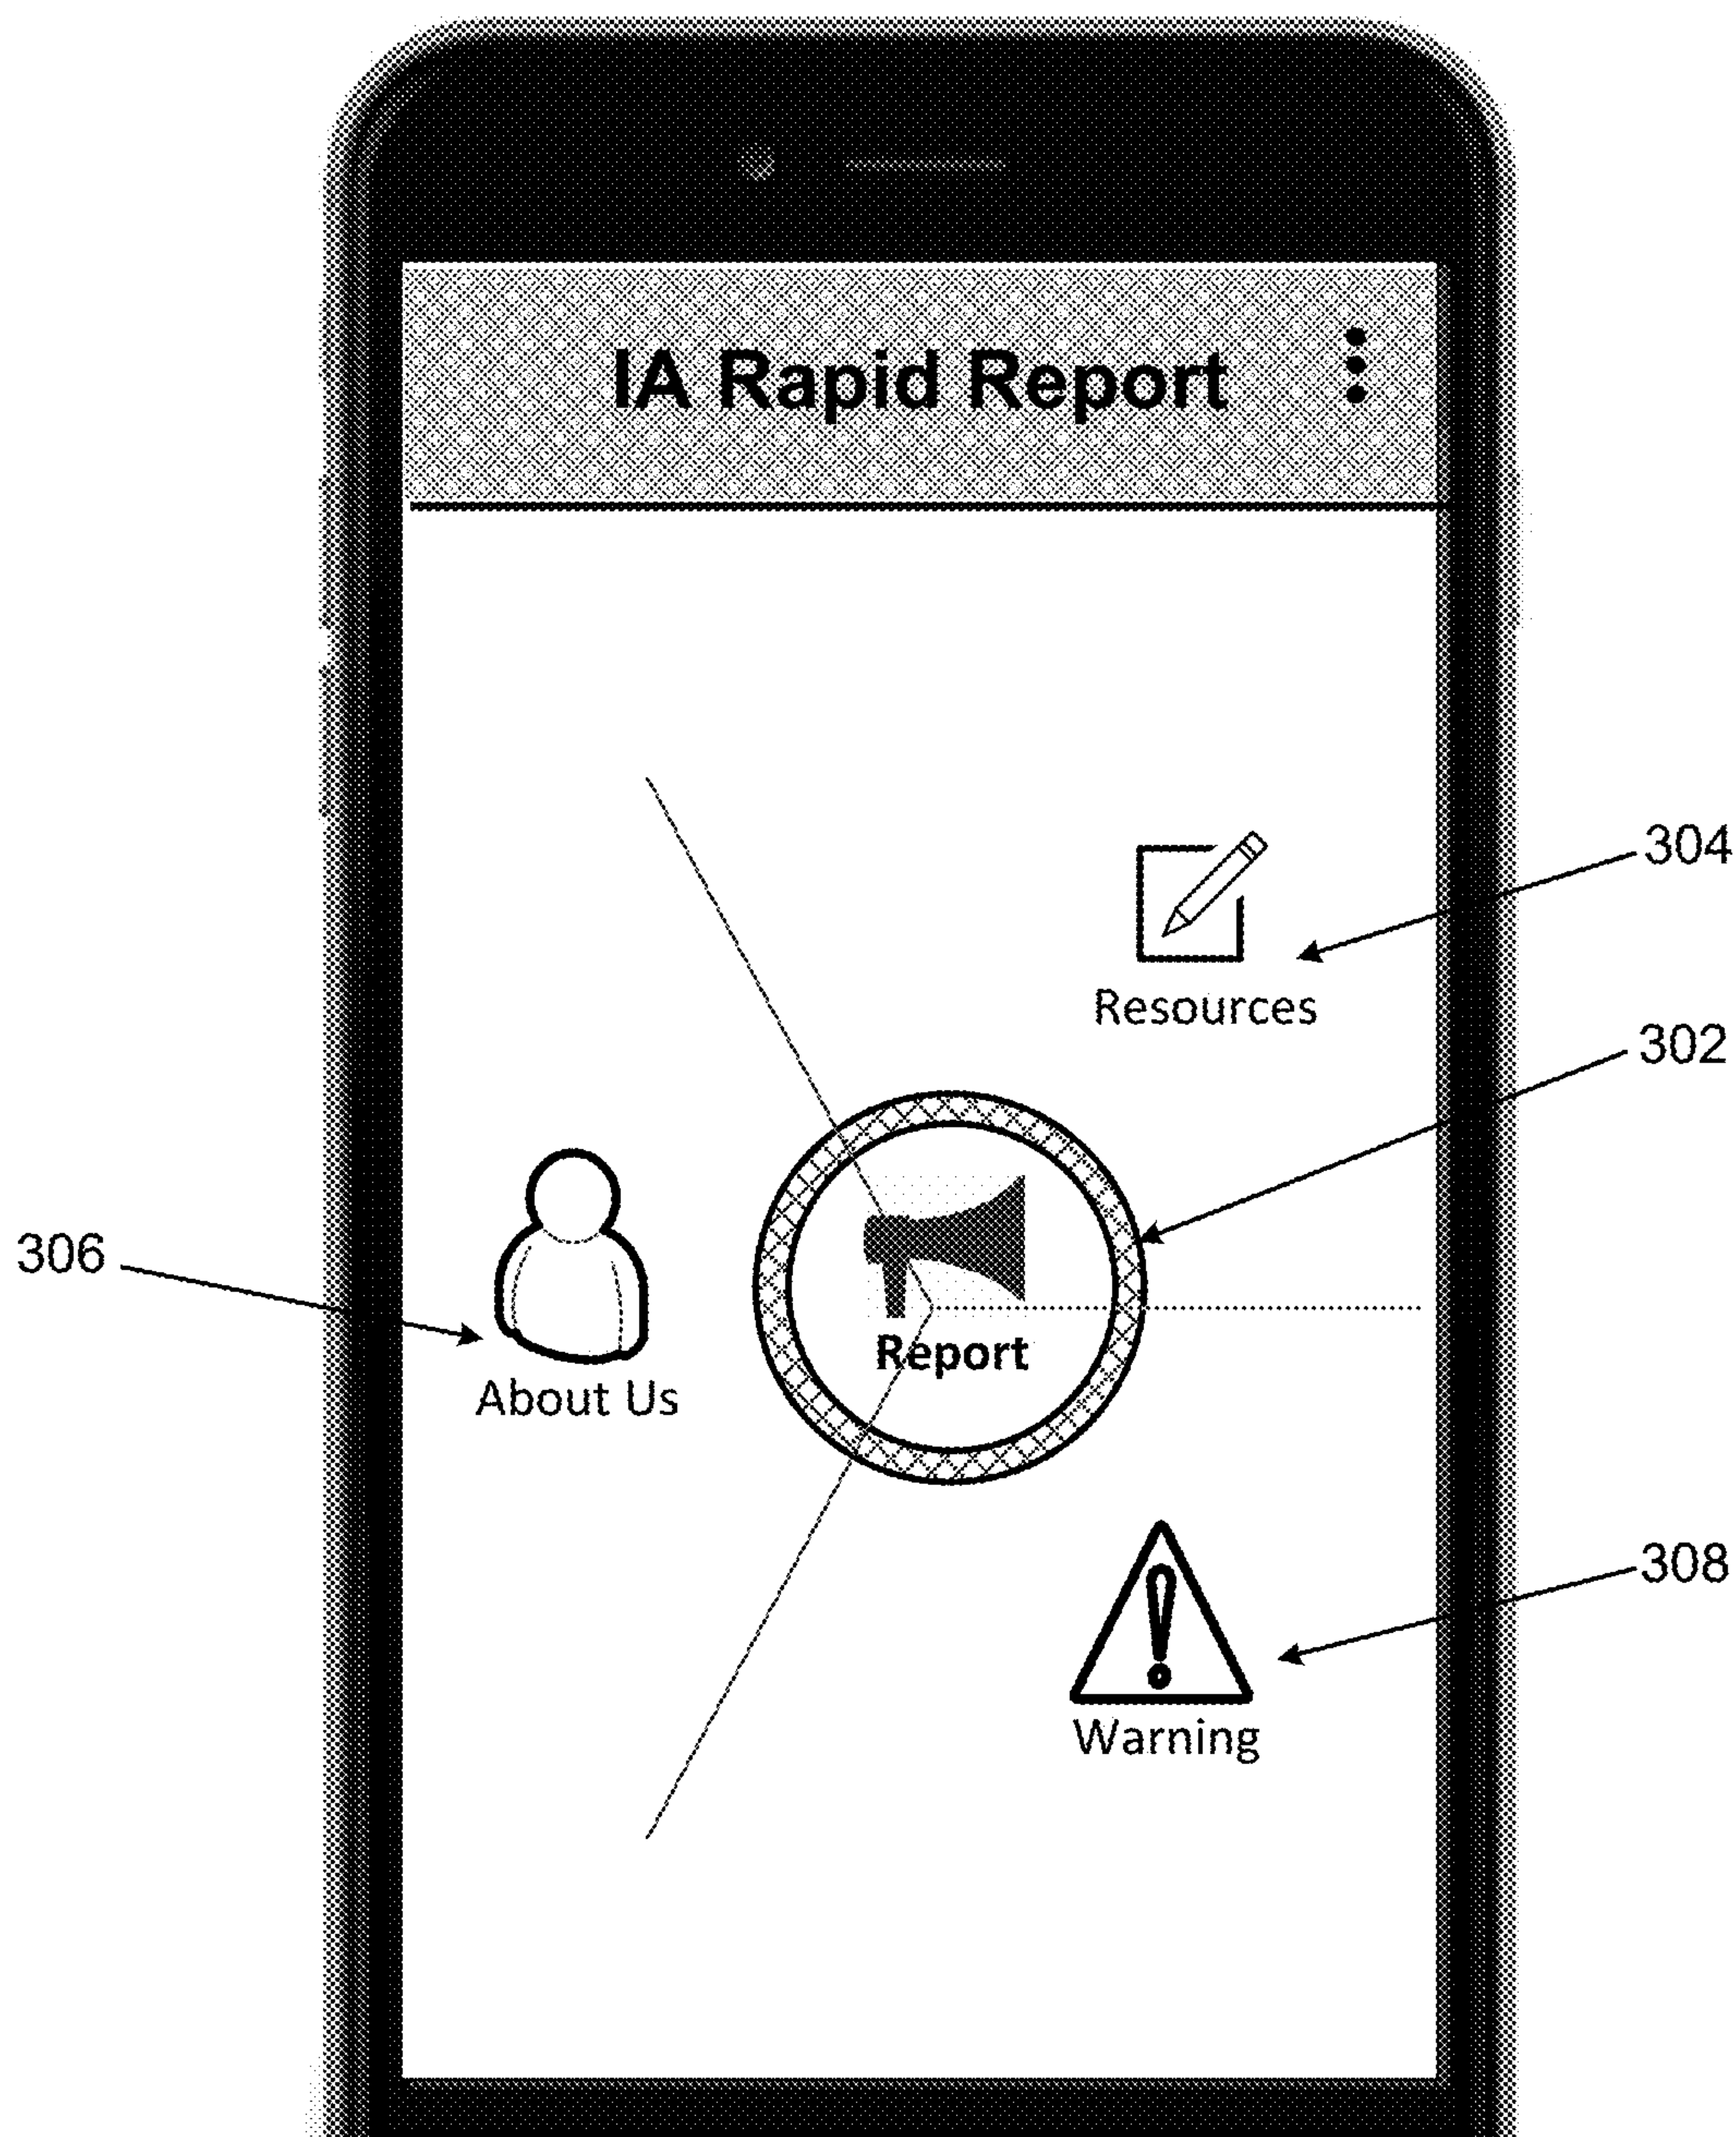 IA Rapid Report
304
Resources
302
306
Report
About Us
308
Warning